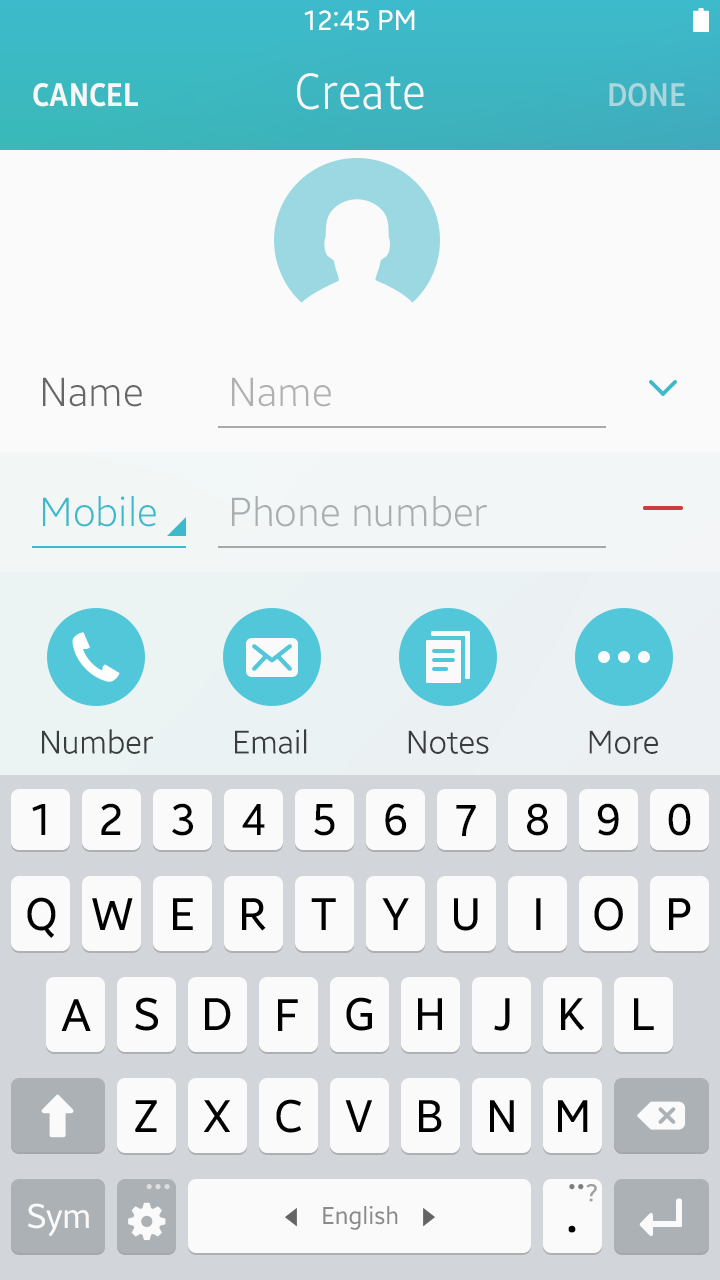 12:45 PM
CANCEL Create DONE
Name Name
Mobile Phone number
Number Email Notes More
1 2 3 4 5 6 7 8 9 0
Q W E R T Y U I O P
A S D F G H J K L
Z X C V B N M
Sym English . ?